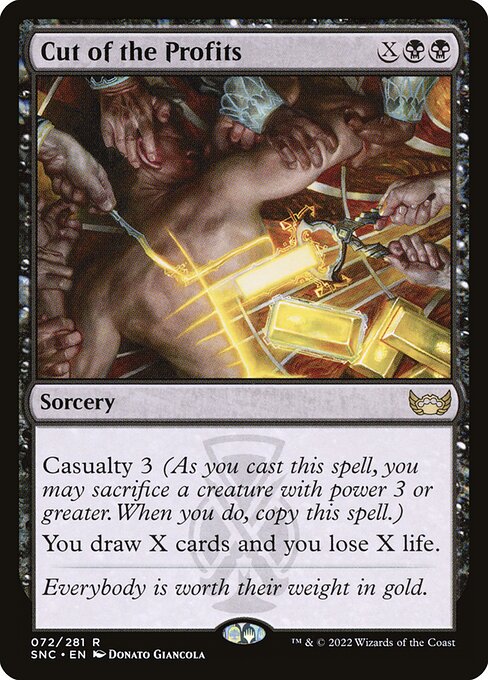 Cut of the Profits X
Sorcery
Casualty 3 (As you cast this spell, you
may sacrifice a creature with power 3 or
greater. When you do, copy this spell.)
You draw X cards and you lose X life.
Everybody is worth their weight in gold.
072/281 R
SNC • EN Donato Giancola
™ & © 2022 Wizards of the Coast